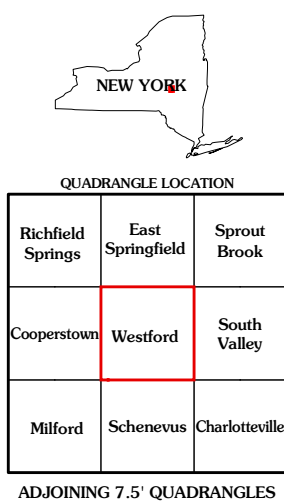 NEW YORK
QUADRANGLE LOCATION
Richfield
Springs
East
Springfield
Sprout
Brook
Cooperstown
Westford
South
Valley
Milford
Schenevus
Charlotteville
ADJOINING 7.5' QUADRANGLES